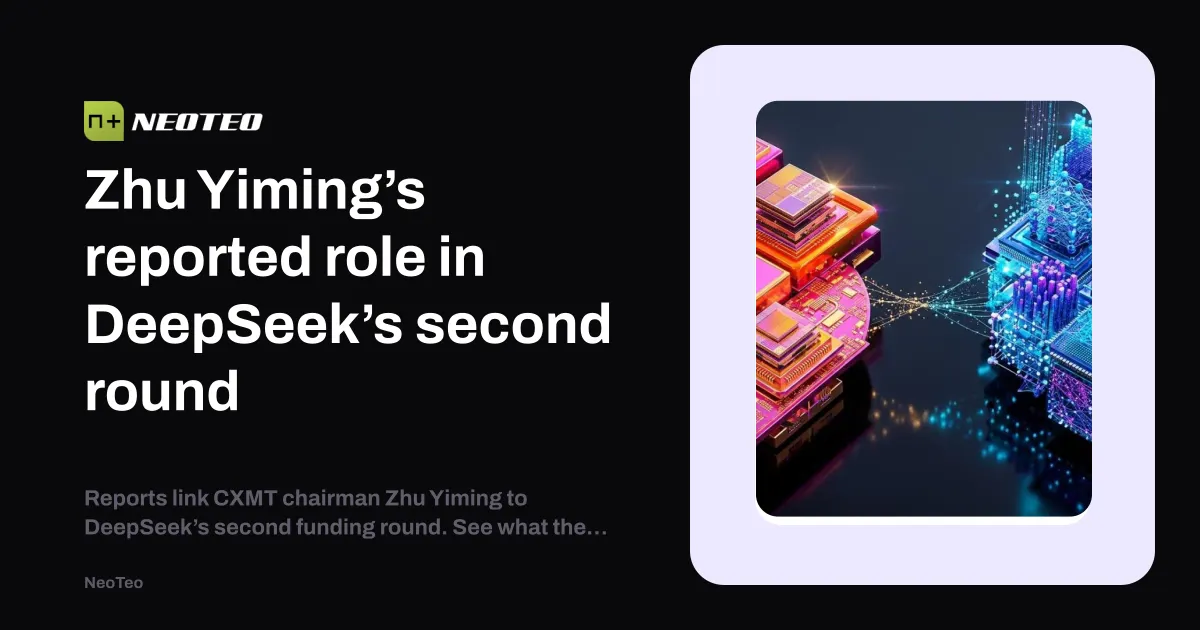 n+ NEOTEO
Zhu Yiming’s
reported role in
DeepSeek’s second
round
Reports link CXMT chairman Zhu Yiming to
DeepSeek’s second funding round. See what the…
NeoTeo